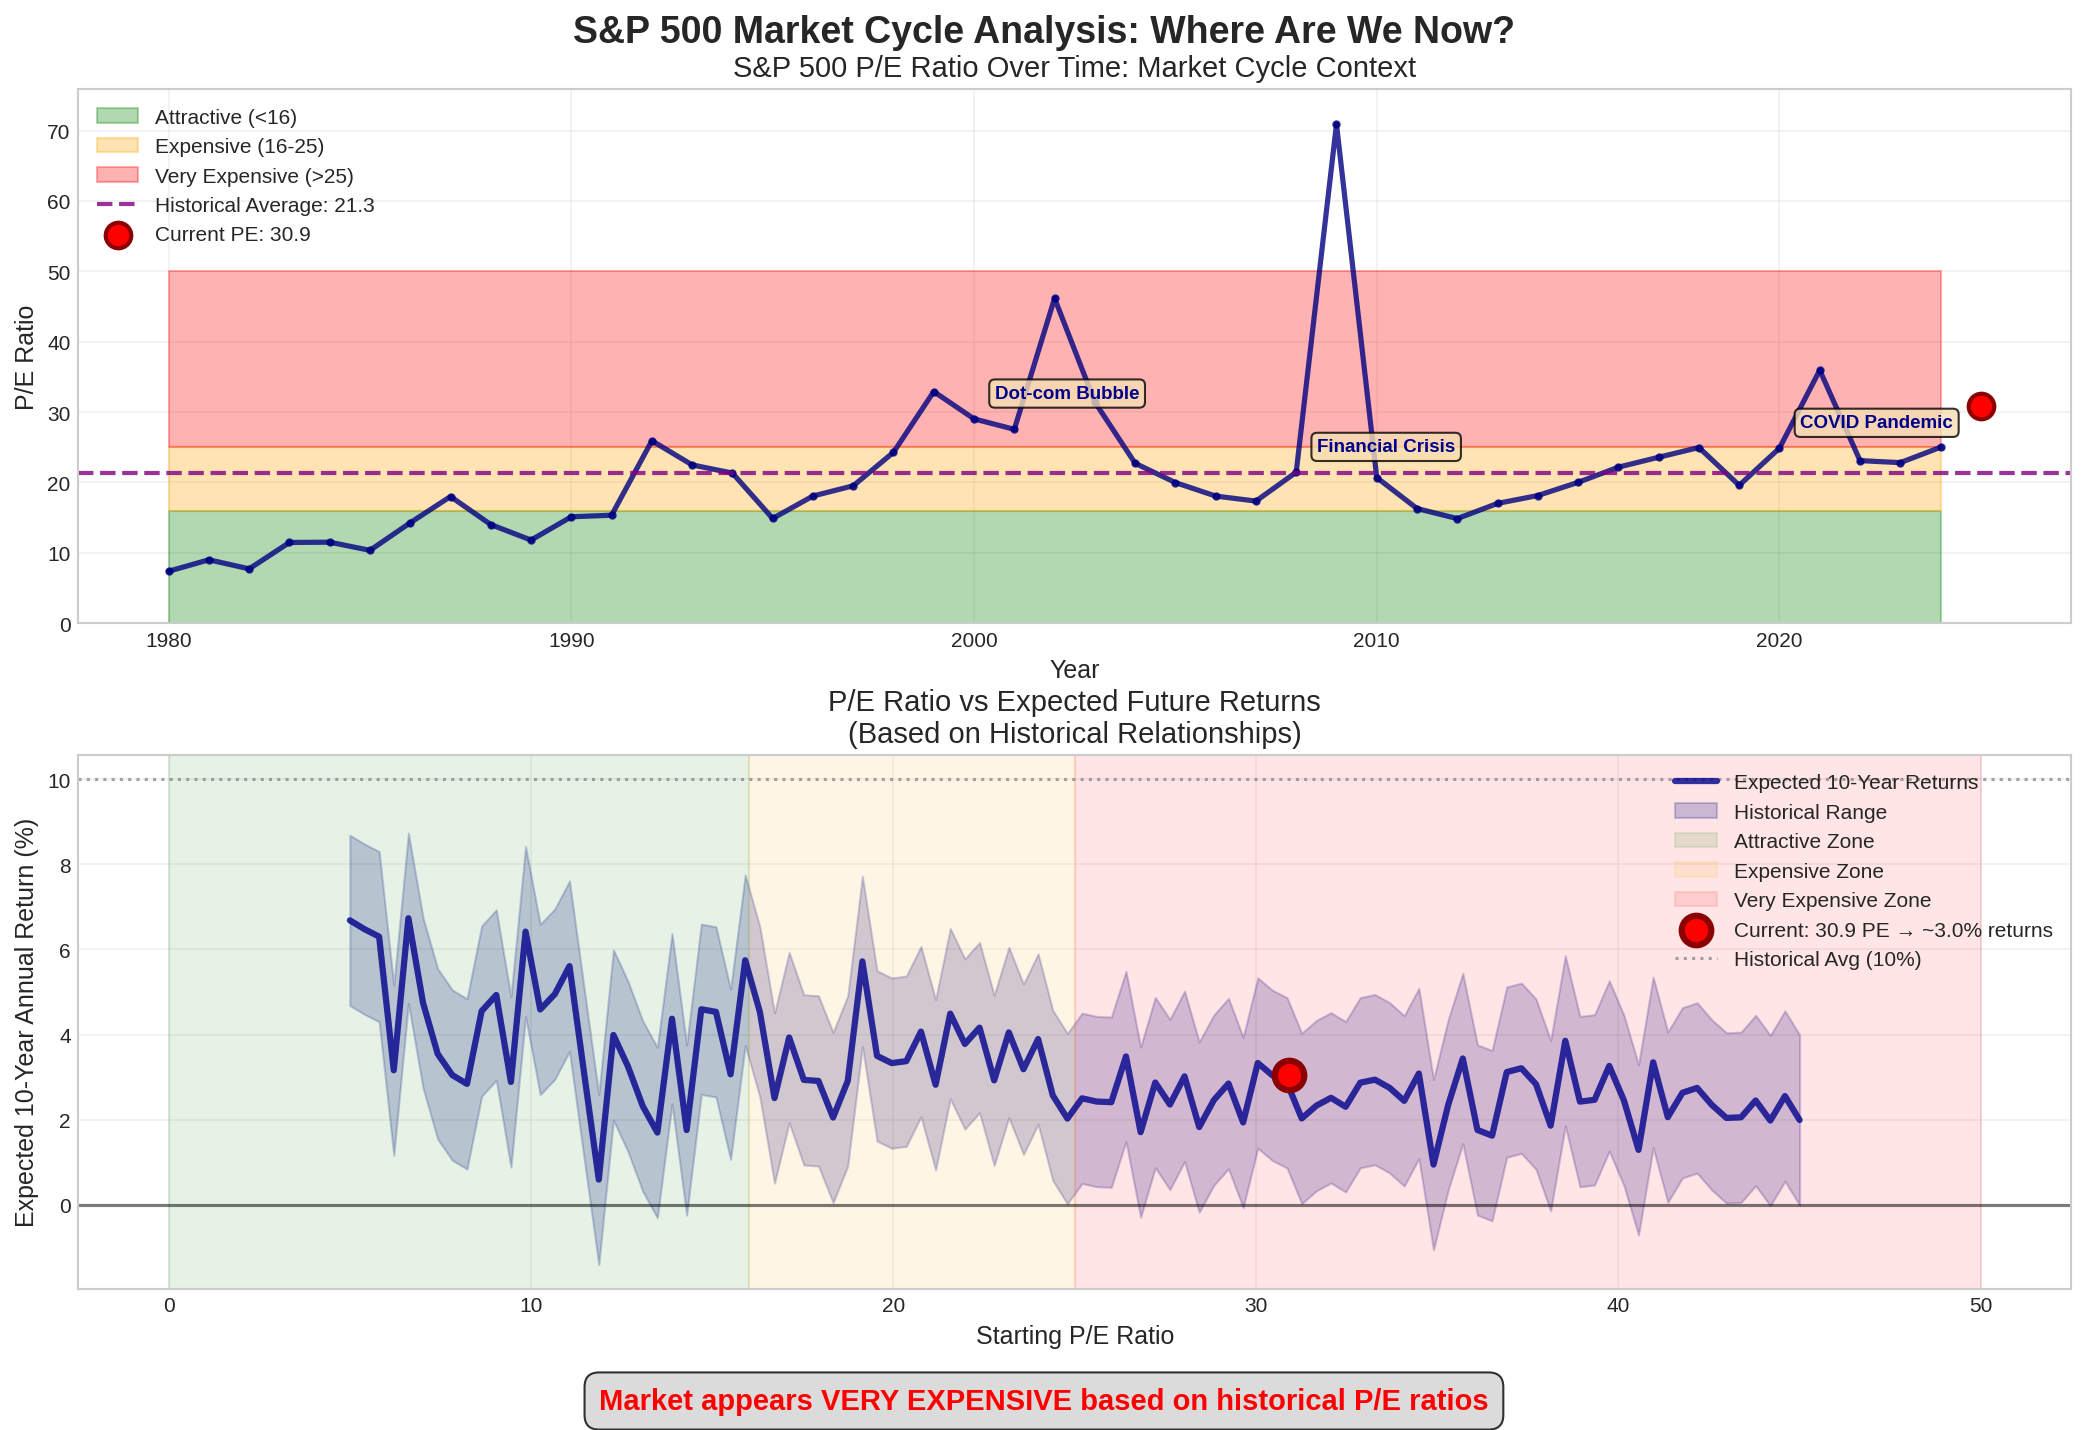 S&P 500 Market Cycle Analysis: Where Are We Now?
S&P 500 P/E Ratio Over Time: Market Cycle Context
Attractive (<16)
Expensive (16-25)
Very Expensive (>25)
Historical Average: 21.3
Current PE: 30.9
P/E Ratio
70
60
50
40
30
20
10
0
Dot-com Bubble
Financial Crisis
COVID Pandemic
1980
1990
2000
2010
2020
Year
P/E Ratio vs Expected Future Returns
(Based on Historical Relationships)
Expected 10-Year Annual Return (%)
10
8
6
4
2
0
Expected 10-Year Returns
Historical Range
Attractive Zone
Expensive Zone
Very Expensive Zone
Current: 30.9 PE → ~3.0% returns
Historical Avg (10%)
0
10
20
30
40
50
Starting P/E Ratio
Market appears VERY EXPENSIVE based on historical P/E ratios